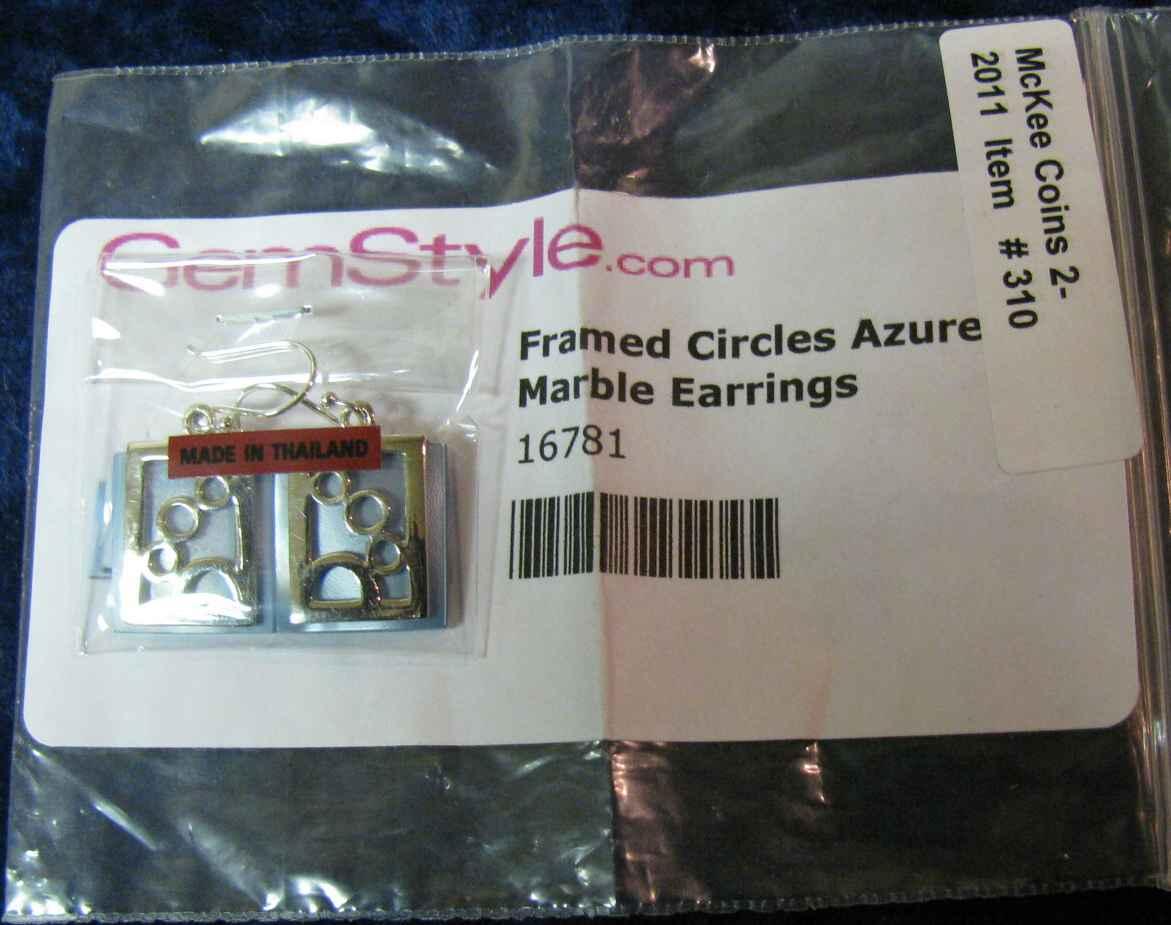 GemStyle.com
Framed Circles Azure
Marble Earrings
16781
MADE IN THAILAND
McKee Coins 2-
2011 Item # 310